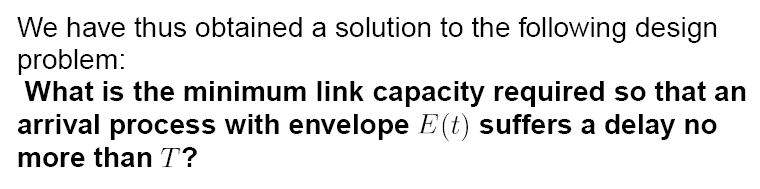 We have thus obtained a solution to the following design
problem:
What is the minimum link capacity required so that an
arrival process with envelope E(t) suffers a delay no
more than T?